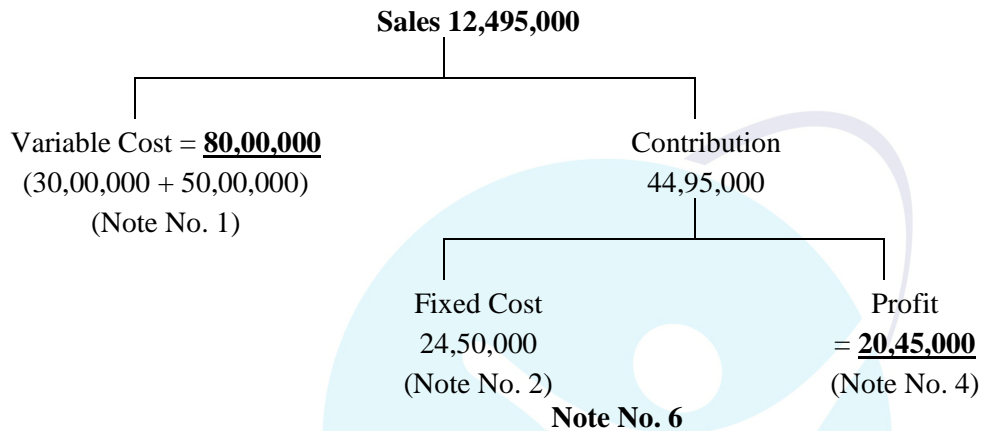 Sales 12,495,000
Variable Cost = 80,00,000
(30,00,000 + 50,00,000)
(Note No. 1)
Contribution
44,95,000
Fixed Cost
24,50,000
(Note No. 2)
Profit
= 20,45,000
(Note No. 4)
Note No. 6